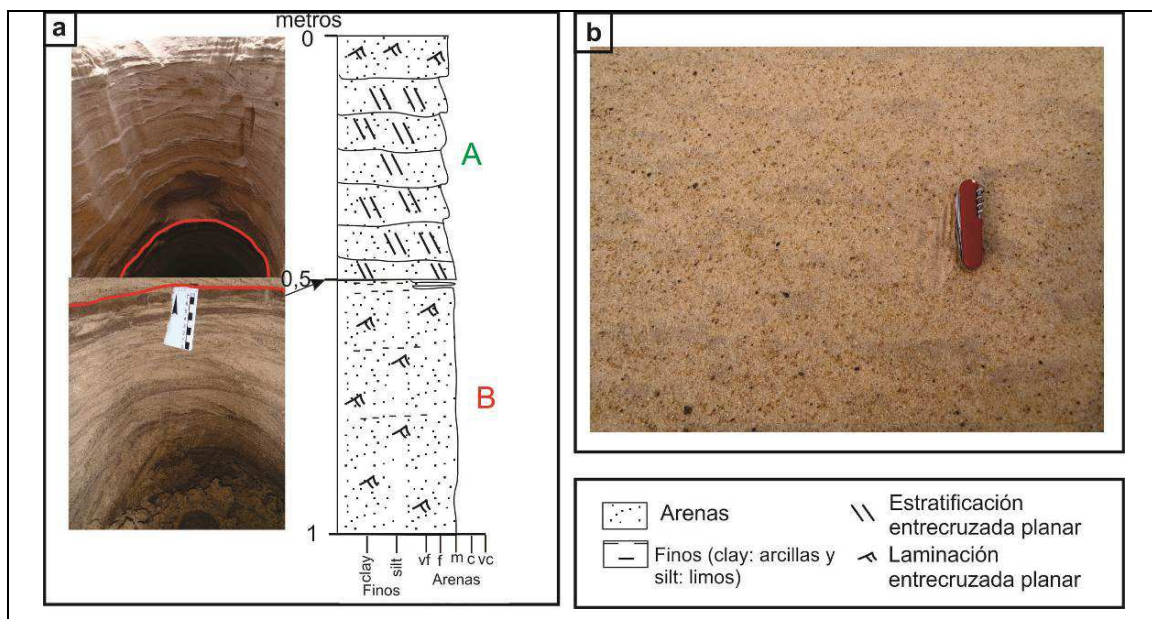 a
metros
0
A
0,5
B
1
clay
silt
vf
f
m
c
vc
Finos
Arenas
b
Arenas
Finos (clay: arcillas y
silt: limos)
Estratificación
entrecruzada planar
Laminación
entrecruzada planar